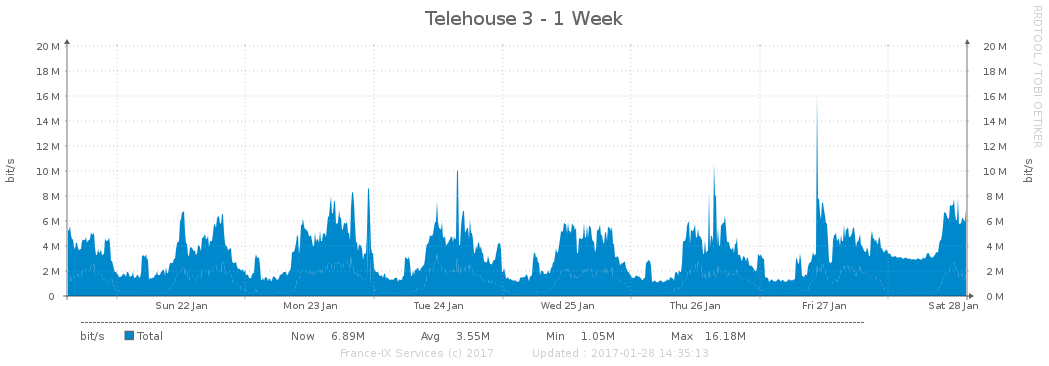 Telehouse 3 - 1 Week
RRDTOOL / TOBI OETIKER
bit/s
20 M
18 M
16 M
14 M
12 M
10 M
8 M
6 M
4 M
2 M
0
20 M
18 M
16 M
14 M
12 M
10 M
8 M
6 M
4 M
2 M
0 M
bit/s
Sun 22 Jan Mon 23 Jan Tue 24 Jan Wed 25 Jan Thu 26 Jan Fri 27 Jan Sat 28 Jan
bit/s Total Now 6.89M Avg 3.55M Min 1.05M Max 16.18M
France-IX Services (c) 2017 Updated : 2017-01-28 14:35:13